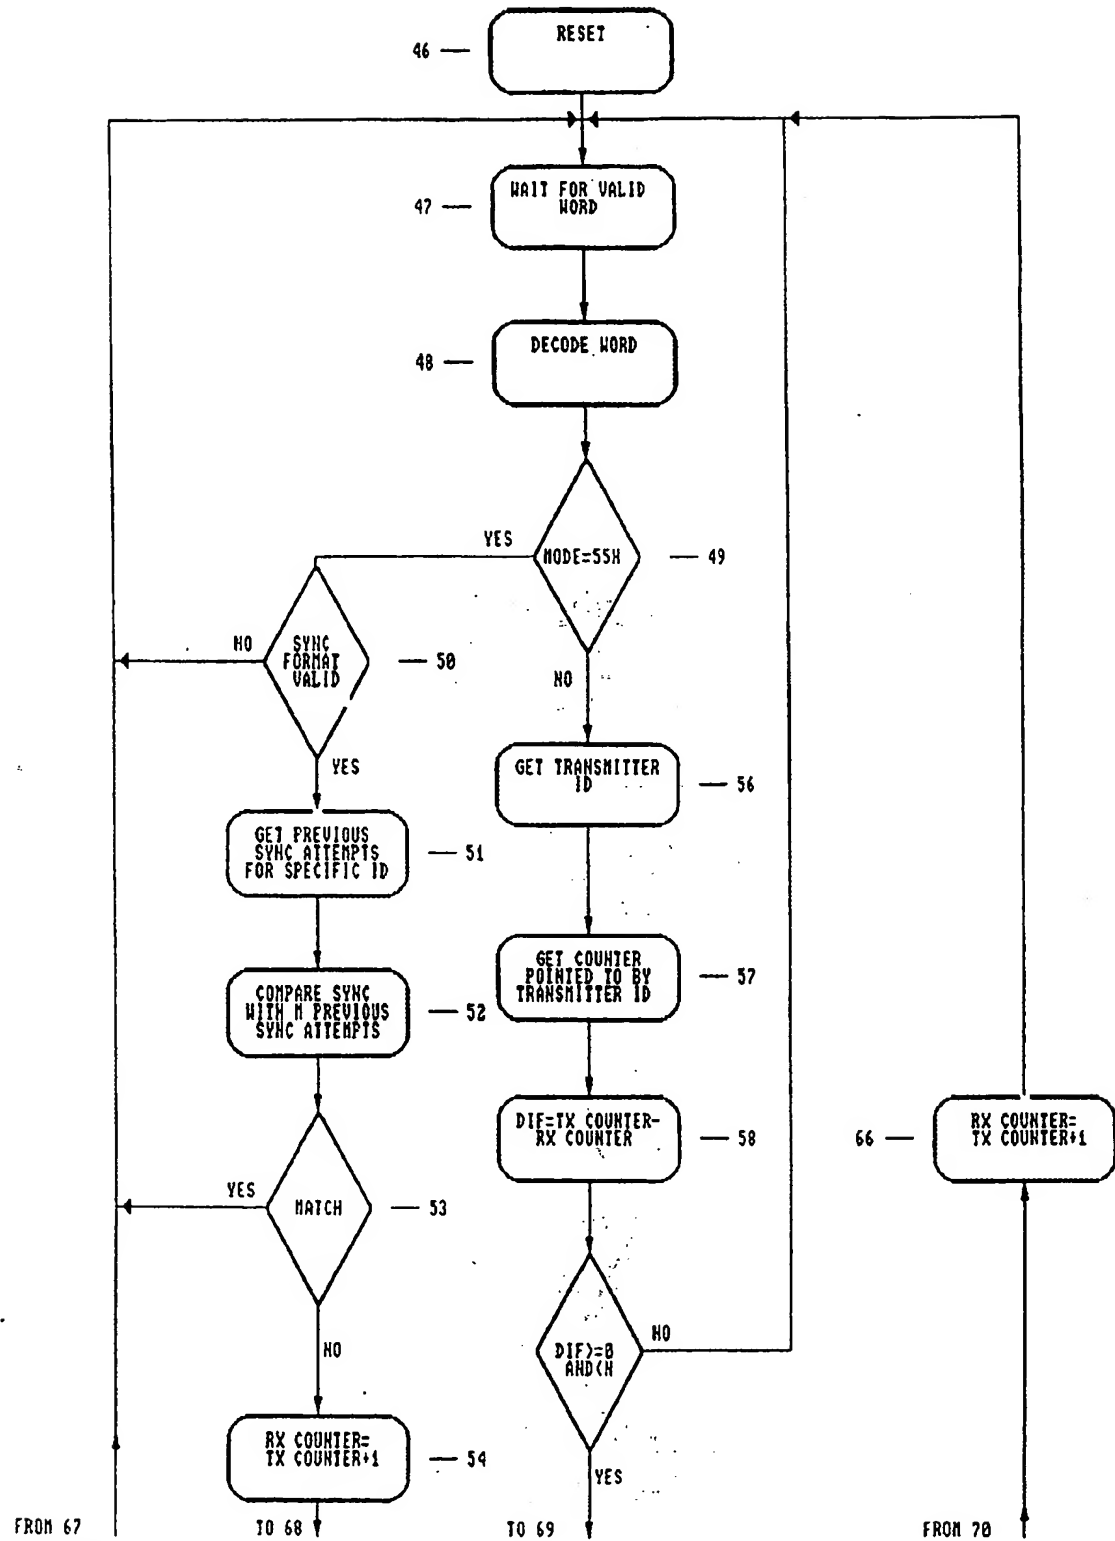 RESET
46
WAIT FOR VALID
WORD
47
DECODE WORD
48
YES
MODE=55H
49
NO
SYNC
FORMAT
VALID
50
NO
YES
GET TRANSMITTER
ID
56
GET PREVIOUS
SYNC ATTEMPTS
FOR SPECIFIC ID
51
GET COUNTER
POINTED TO BY
TRANSMITTER ID
57
COMPARE SYNC
WITH M PREVIOUS
SYNC ATTEMPTS
52
DIF=TX COUNTER-
RX COUNTER
58
66
RX COUNTER=
TX COUNTER+1
YES
MATCH
53
NO
DIF>=0
AND<N
NO
RX COUNTER=
TX COUNTER+1
54
YES
FROM 67
TO 68
TO 69
FROM 70